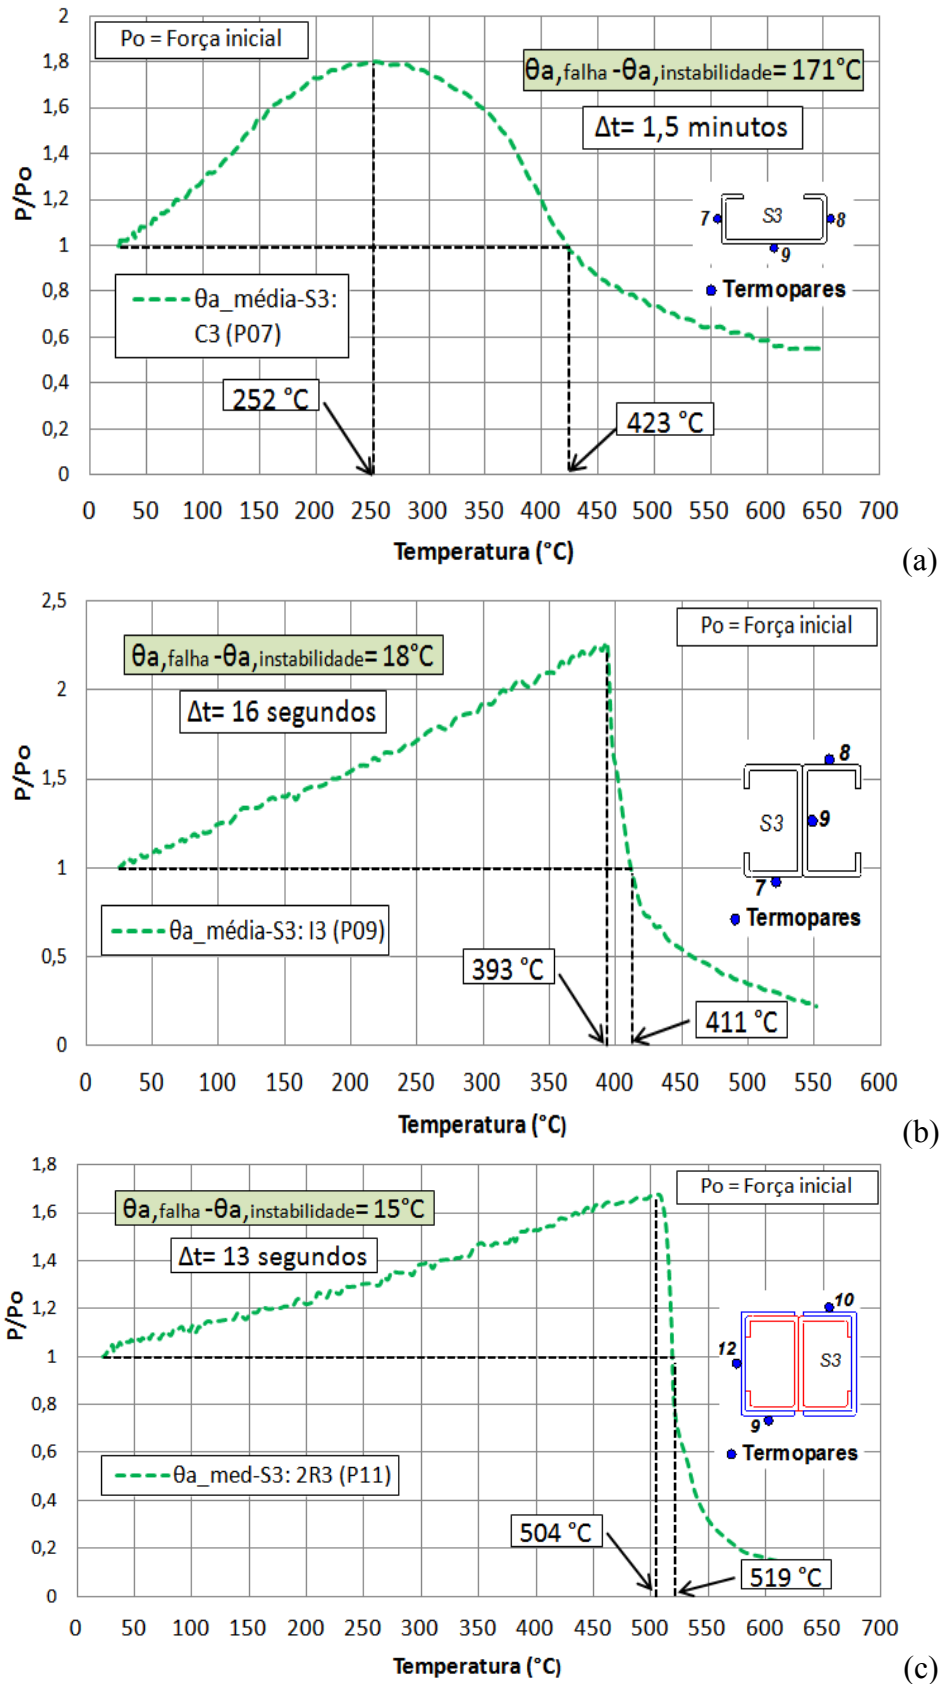 2
1,8
1,6
1,4
1,2
1
0,8
0,6
0,4
0,2
0
P/Po
Po = Força inicial
θa,falha -θa,instabilidade= 171°C
Δt= 1,5 minutos
7
S3
8
9
Termopares
θa_média-S3:
C3 (P07)
252 °C
423 °C
0 50 100 150 200 250 300 350 400 450 500 550 600 650 700
Temperatura (°C)
(a)
2,5
2
1,5
1
0,5
0
P/Po
Po = Força inicial
θa,falha -θa,instabilidade= 18°C
Δt= 16 segundos
8
S3
9
7
Termopares
θa_média-S3: I3 (P09)
393 °C
411 °C
0 50 100 150 200 250 300 350 400 450 500 550 600
Temperatura (°C)
(b)
1,8
1,6
1,4
1,2
1
0,8
0,6
0,4
0,2
0
P/Po
Po = Força inicial
θa,falha -θa,instabilidade= 15°C
Δt= 13 segundos
10
12
S3
9
Termopares
θa_med-S3: 2R3 (P11)
504 °C
519 °C
0 50 100 150 200 250 300 350 400 450 500 550 600 650 700
Temperatura (°C)
(c)